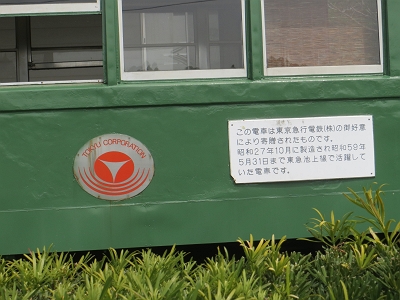 TOKYU CORPORATION
この電車は東京急行電鉄(株)の御好意
により寄贈されたものです。
昭和27年10月に製造され昭和59年
5月31日まで東急池上線で活躍して
いた電車です。